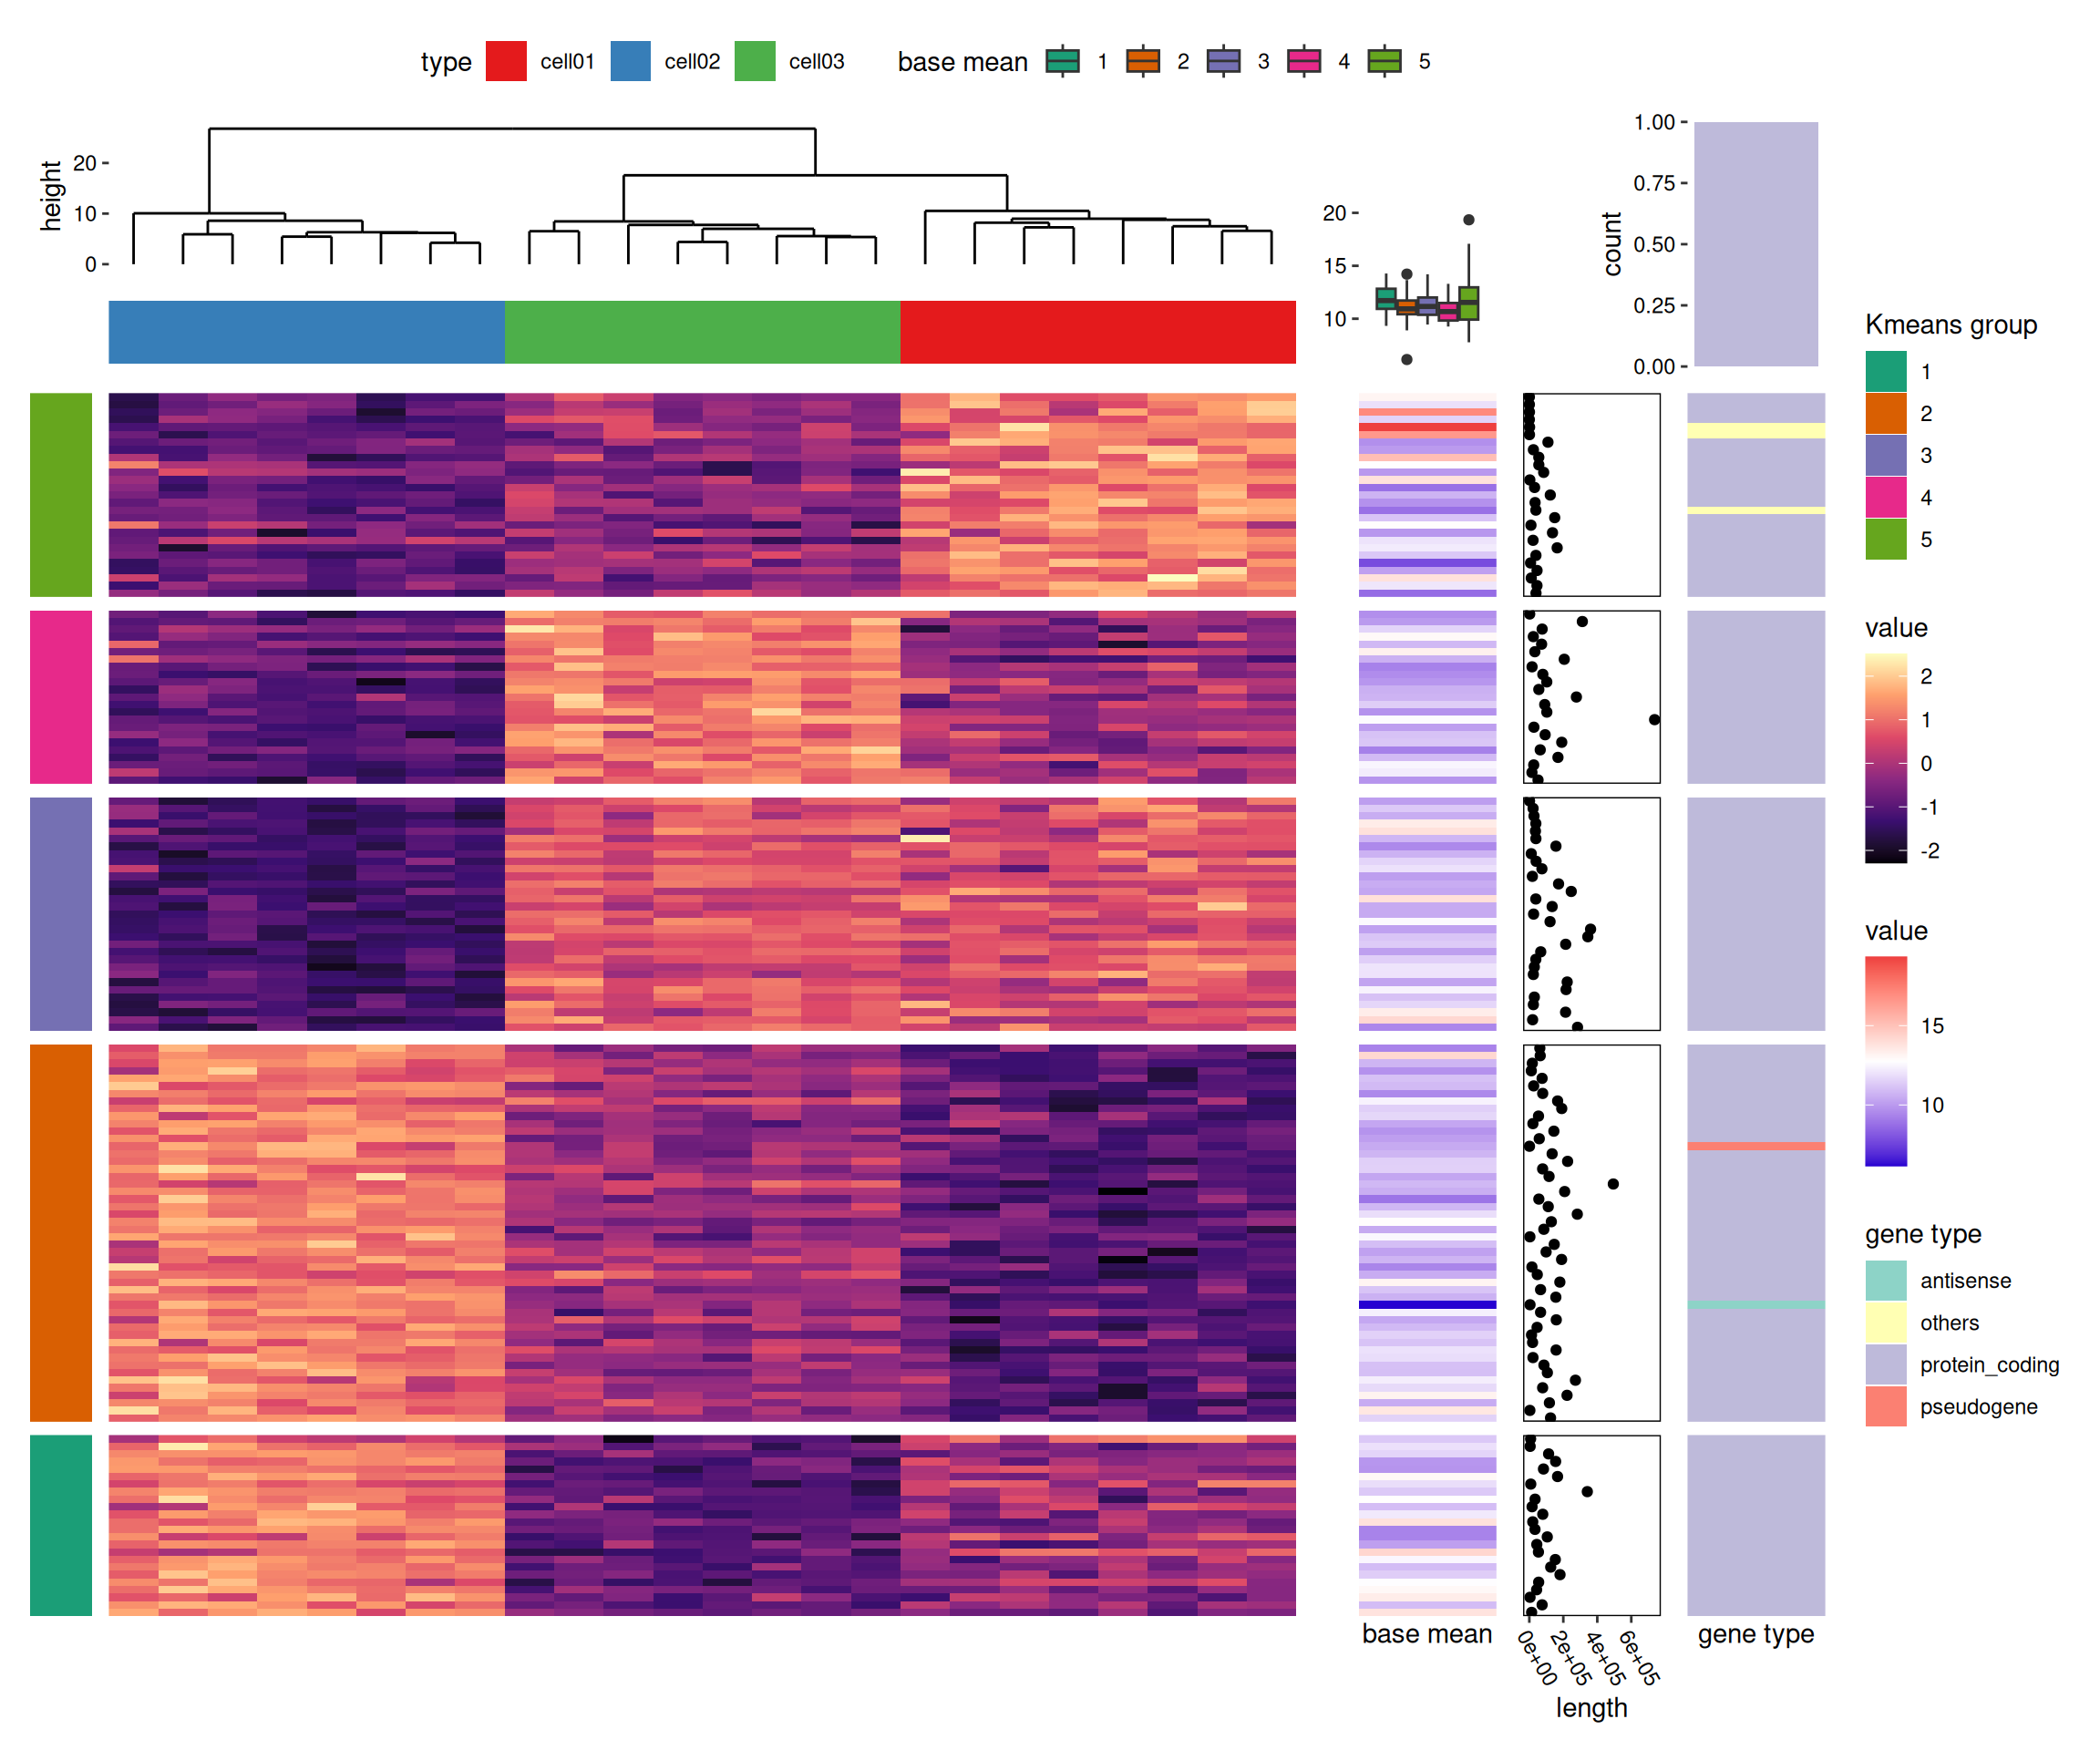 type cell01 cell02 cell03 base mean 1 2 3 4 5
height
20
10
0
20
15
10
count
1.00
0.75
0.50
0.25
0.00
Kmeans group
1
2
3
4
5
value
2
1
0
-1
-2
value
15
10
gene type
antisense
others
protein_coding
pseudogene
base mean
0e+00 2e+05 4e+05 6e+05
length
gene type